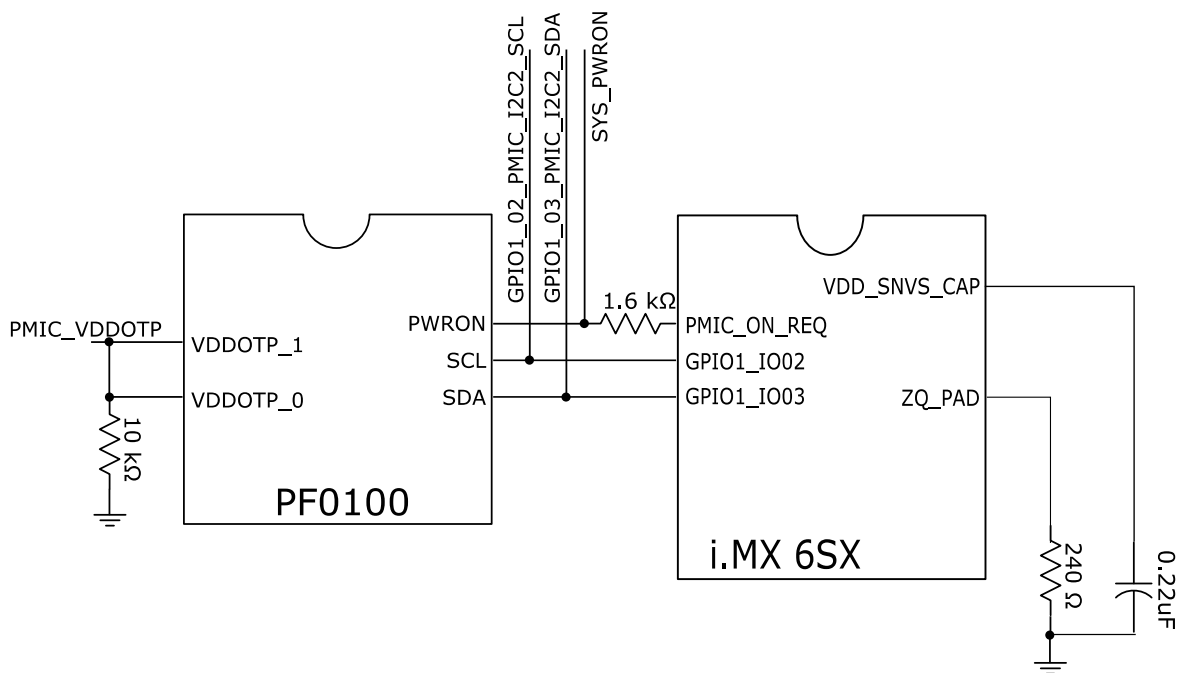 GPIO1_02_PMIC_I2C2_SCL
GPIO1_03_PMIC_I2C2_SDA
SYS_PWRON
PMIC_VDDOTP
VDDOTP_1
VDDOTP_0
10 kΩ
PWRON
SCL
SDA
PF0100
1.6 kΩ
PMIC_ON_REQ
GPIO1_IO02
GPIO1_IO03
VDD_SNVS_CAP
ZQ_PAD
i.MX 6SX
240 Ω
0.22uF